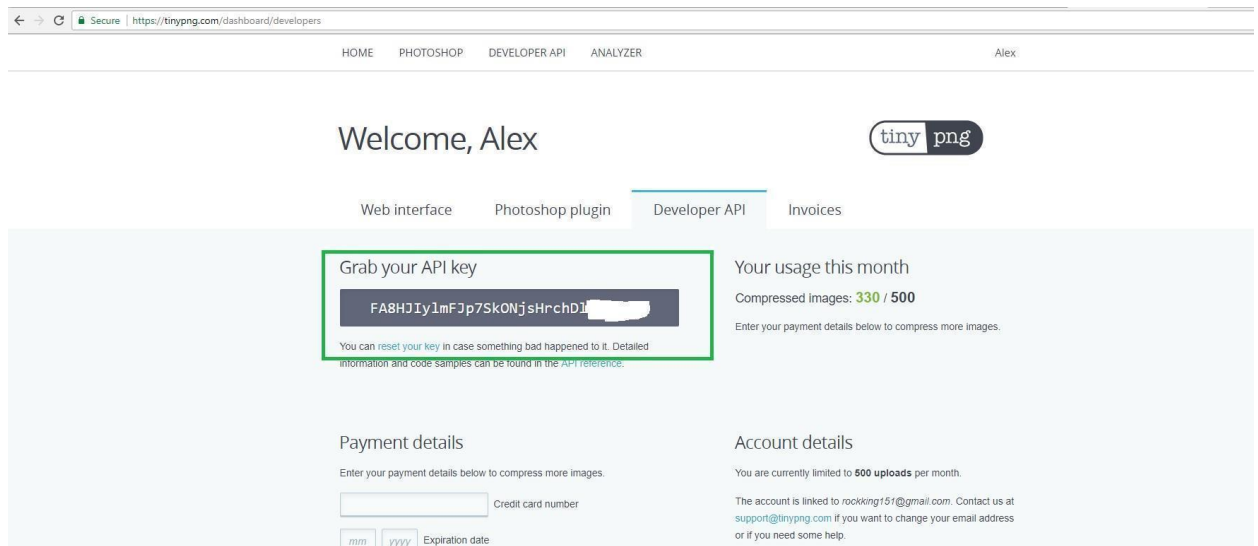 Secure | https://tinypng.com/dashboard/developers
HOME PHOTOSHOP DEVELOPER API ANALYZER Alex
Welcome, Alex
tiny png
Web interface Photoshop plugin Developer API Invoices
Grab your API key
You can reset your key in case something bad happened to it. Detailed
information and code samples can be found in the API reference.
Your usage this month
Compressed images: 330 / 500
Enter your payment details below to compress more images.
Payment details
Enter your payment details below to compress more images.
Credit card number
mm yyyy Expiration date
Account details
You are currently limited to 500 uploads per month.
The account is linked to rockking151@gmail.com. Contact us at
support@tinypng.com if you want to change your email address
or if you need some help.